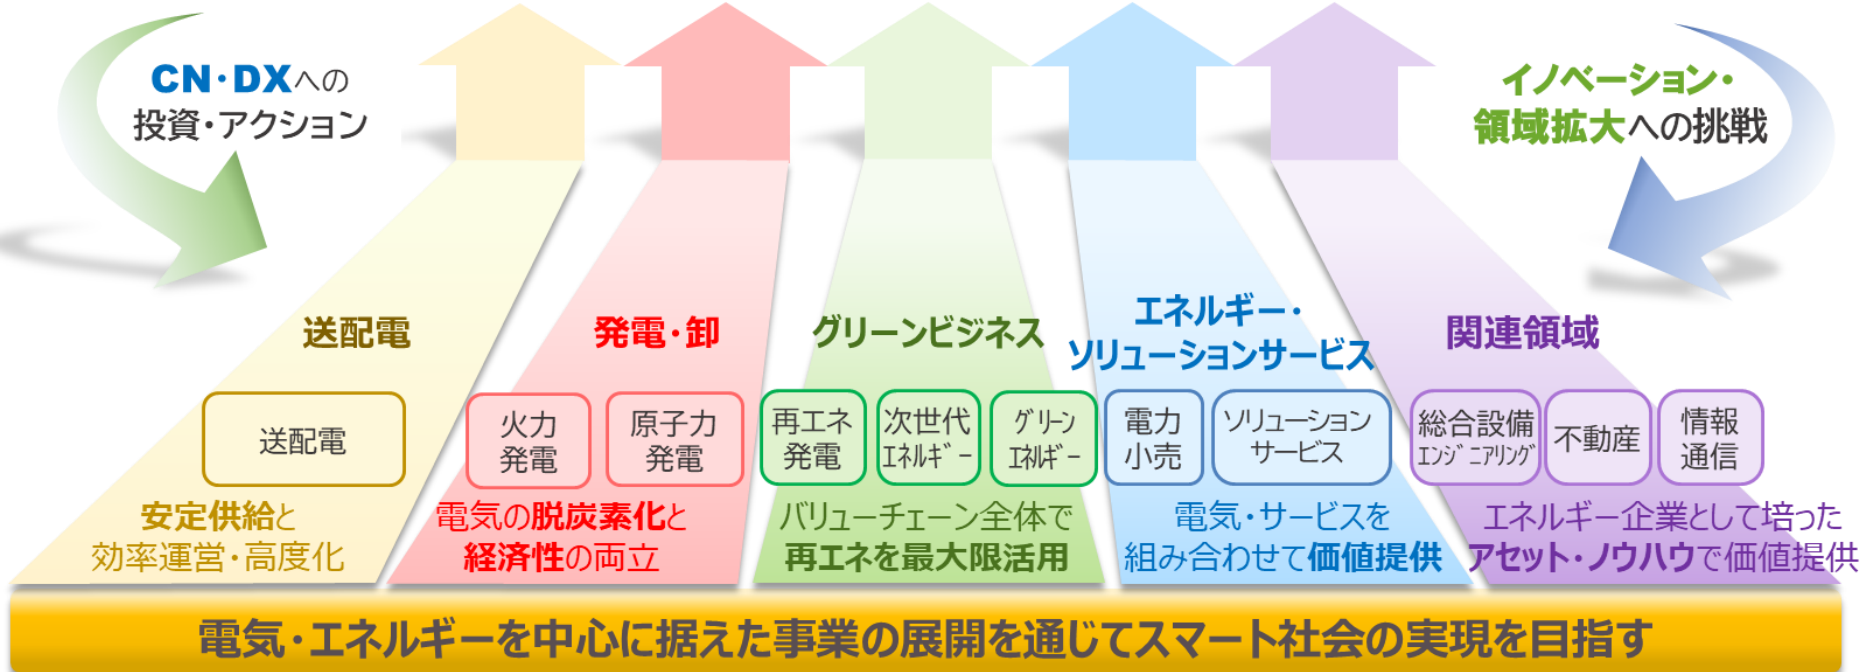 CN・DXへの
投資・アクション
イノベーション・
領域拡大への挑戦
送配電
発電・卸
グリーンビジネス
エネルギー・
ソリューションサービス
関連領域
送配電
火力
発電
原子力
発電
再エネ
発電
次世代
ｴﾈﾙｷﾞｰ
ｸﾞﾘｰﾝ
ｴﾈﾙｷﾞｰ
電力
小売
ソリューション
サービス
総合設備
ｴﾝｼﾞﾆｱﾘﾝｸﾞ
不動産
情報
通信
安定供給と
効率運営・高度化
電気の脱炭素化と
経済性の両立
バリューチェーン全体で
再エネを最大限活用
電気・サービスを
組み合わせて価値提供
エネルギー企業として培った
アセット・ノウハウで価値提供
電気・エネルギーを中心に据えた事業の展開を通じてスマート社会の実現を目指す